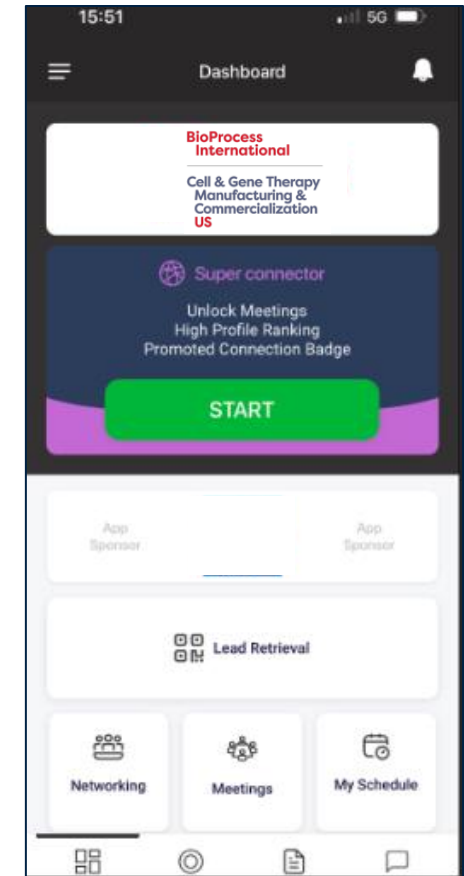 15:51
5G
Dashboard
BioProcess
International
Cell & Gene Therapy
Manufacturing &
Commercialization
US
Super connector
Unlock Meetings
High Profile Ranking
Promoted Connection Badge
START
App
Sponsor
App
Sponsor
Lead Retrieval
Networking
Meetings
My Schedule